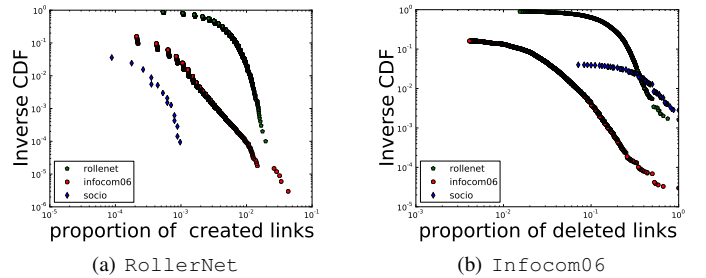 10^0
10^-1
10^-2
10^-3
10^-4
10^-5
10^-6
Inverse CDF
rollenet
infocom06
socio
10^-5 10^-4 10^-3 10^-2 10^-1
proportion of created links
(a) RollerNet
10^0
10^-1
10^-2
10^-3
10^-4
10^-5
Inverse CDF
rollenet
infocom06
socio
10^-3 10^-2 10^-1 10^0
proportion of deleted links
(b) Infocom06